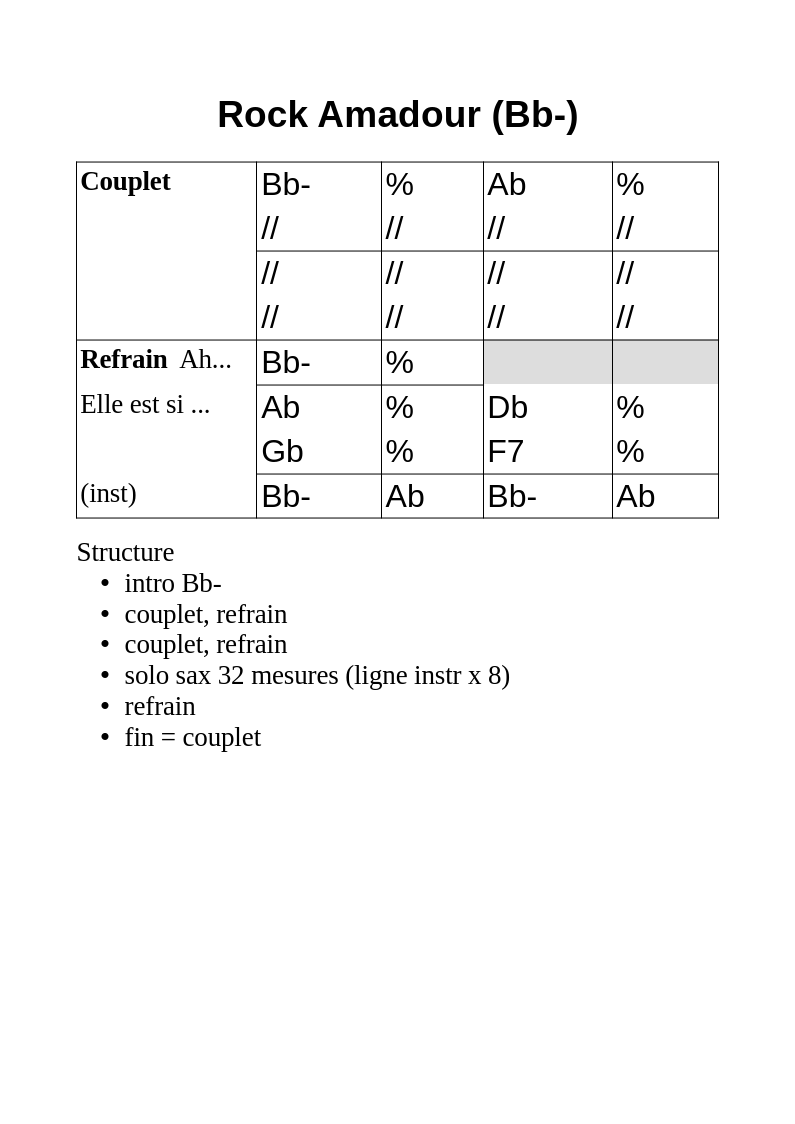 Rock Amadour (Bb-)
Couplet Bb- % Ab %
// // // //
// // // //
// // // //
Refrain Ah... Bb- %
Elle est si ... Ab % Db %
Gb % F7 %
(inst) Bb- Ab Bb- Ab
Structure
• intro Bb-
• couplet, refrain
• couplet, refrain
• solo sax 32 mesures (ligne instr x 8)
• refrain
• fin = couplet